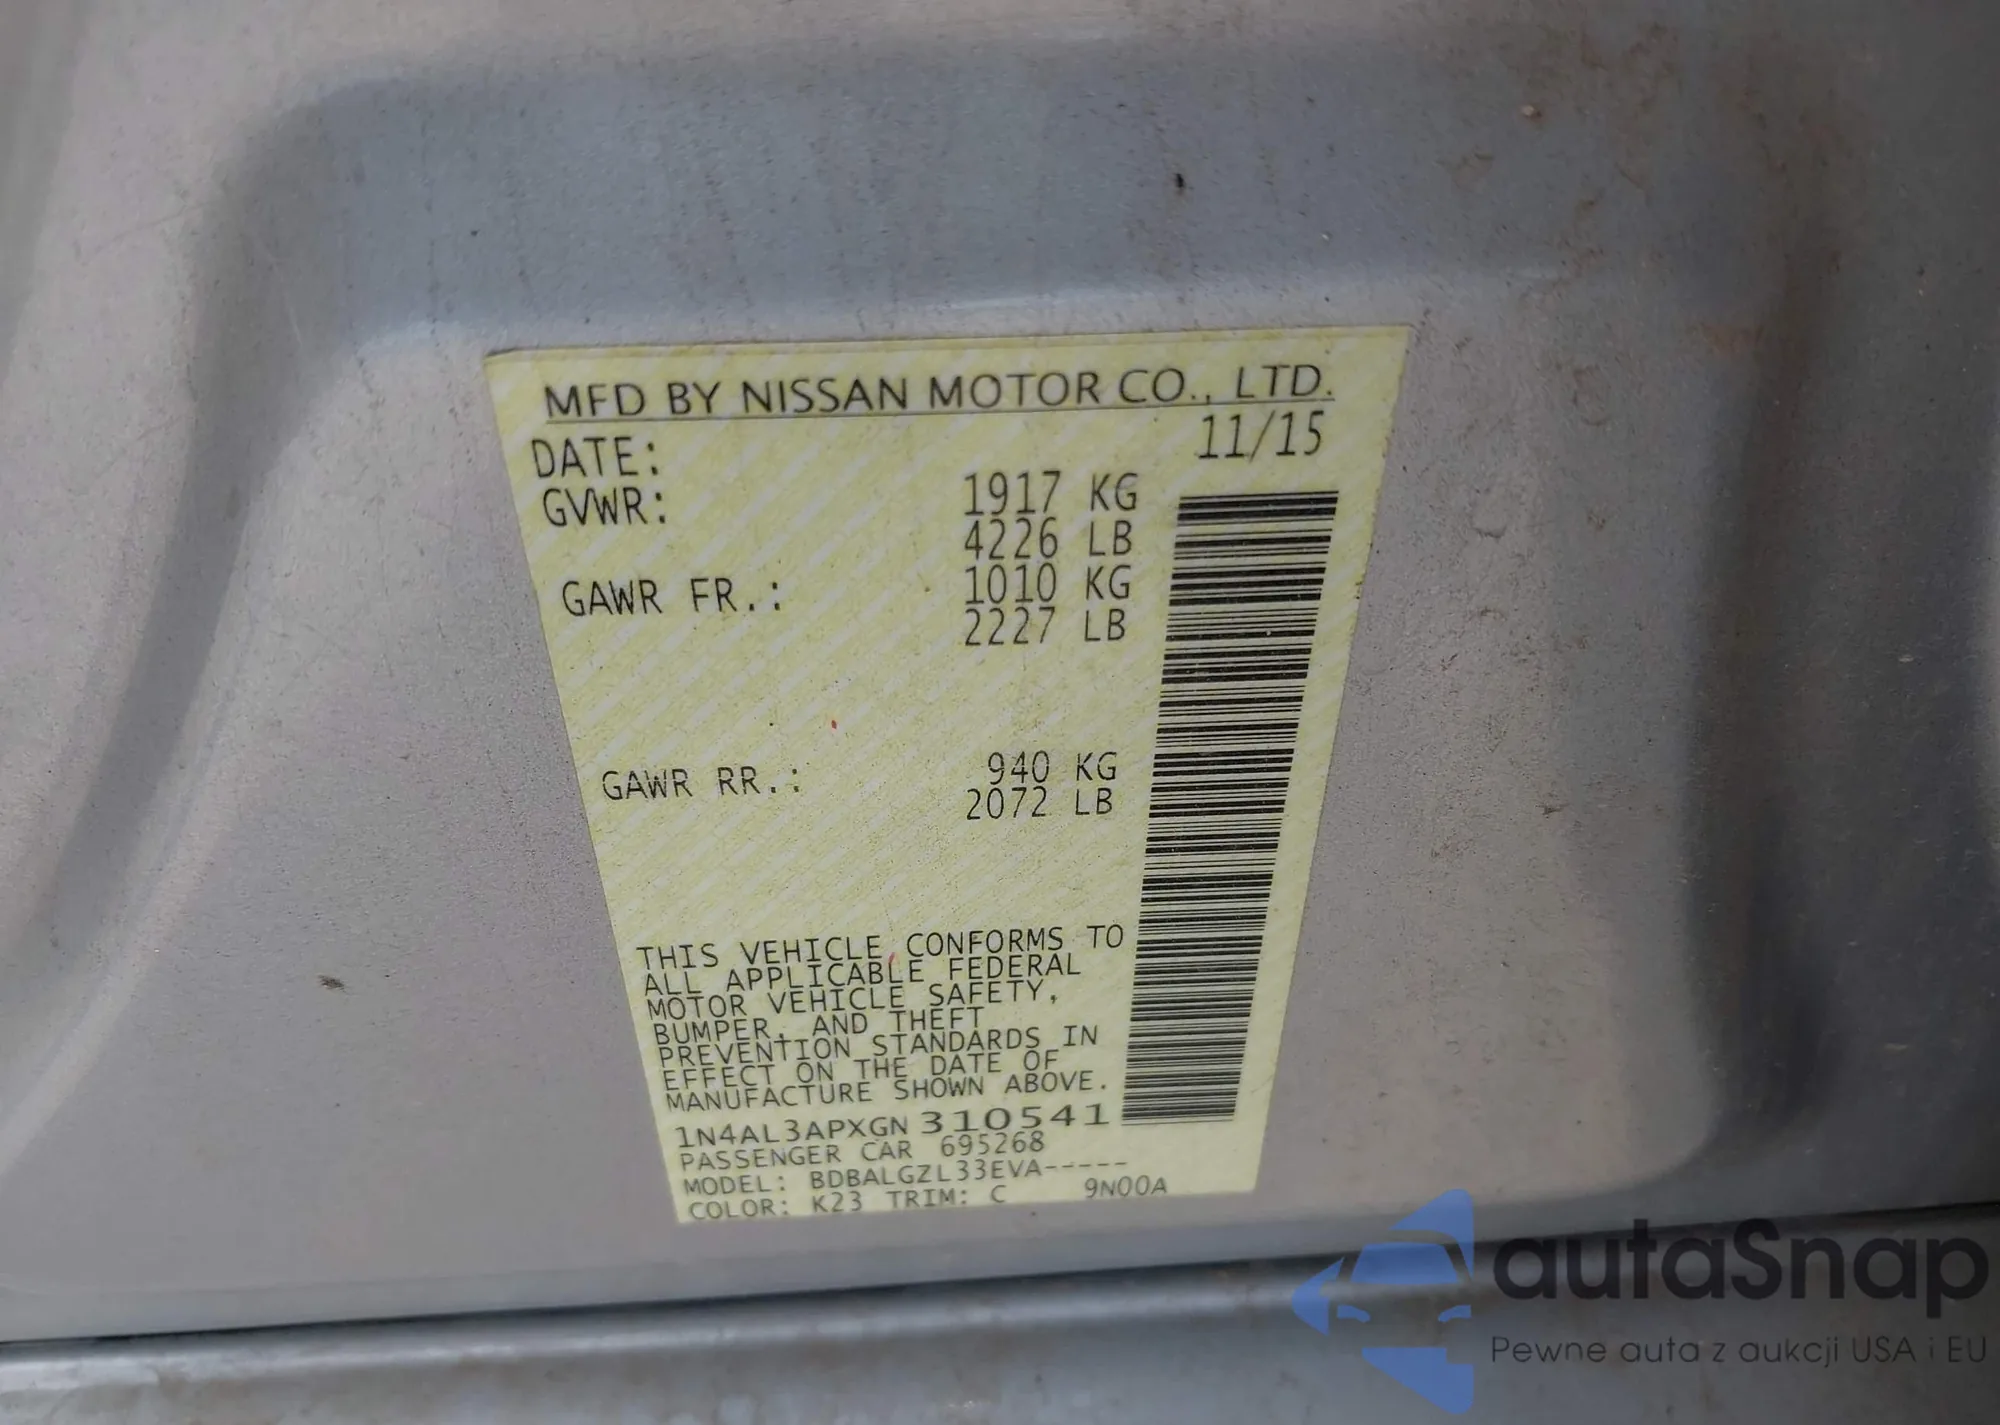 MFD BY NISSAN MOTOR CO., LTD.
DATE: 11/15
GVWR: 1917 KG
4226 LB
GAWR FR.: 1010 KG
2227 LB
GAWR RR.: 940 KG
2072 LB
THIS VEHICLE CONFORMS TO
ALL APPLICABLE FEDERAL
MOTOR VEHICLE SAFETY,
BUMPER, AND THEFT
PREVENTION STANDARDS IN
EFFECT ON THE DATE OF
MANUFACTURE SHOWN ABOVE.
1N4AL3APXGN310541
PASSENGER CAR 695268
MODEL: BDBALGZL33EVA-----
COLOR: K23 TRIM: C 9N00A
autaSnap
Pewne auta z aukcji USA i EU